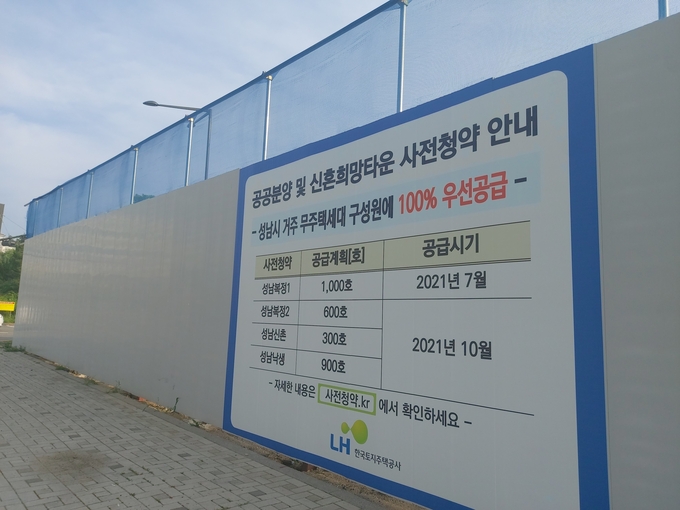 공공분양 및 신혼희망타운 사전청약 안내
- 성남시 거주 무주택세대 구성원에 100% 우선공급 -
사전청약 공급계획[호] 공급시기
성남복정1 1,000호 2021년 7월
성남복정2 600호
성남신촌 300호 2021년 10월
성남낙생 900호
- 자세한 내용은 사전청약.kr 에서 확인하세요 -
LH 한국토지주택공사